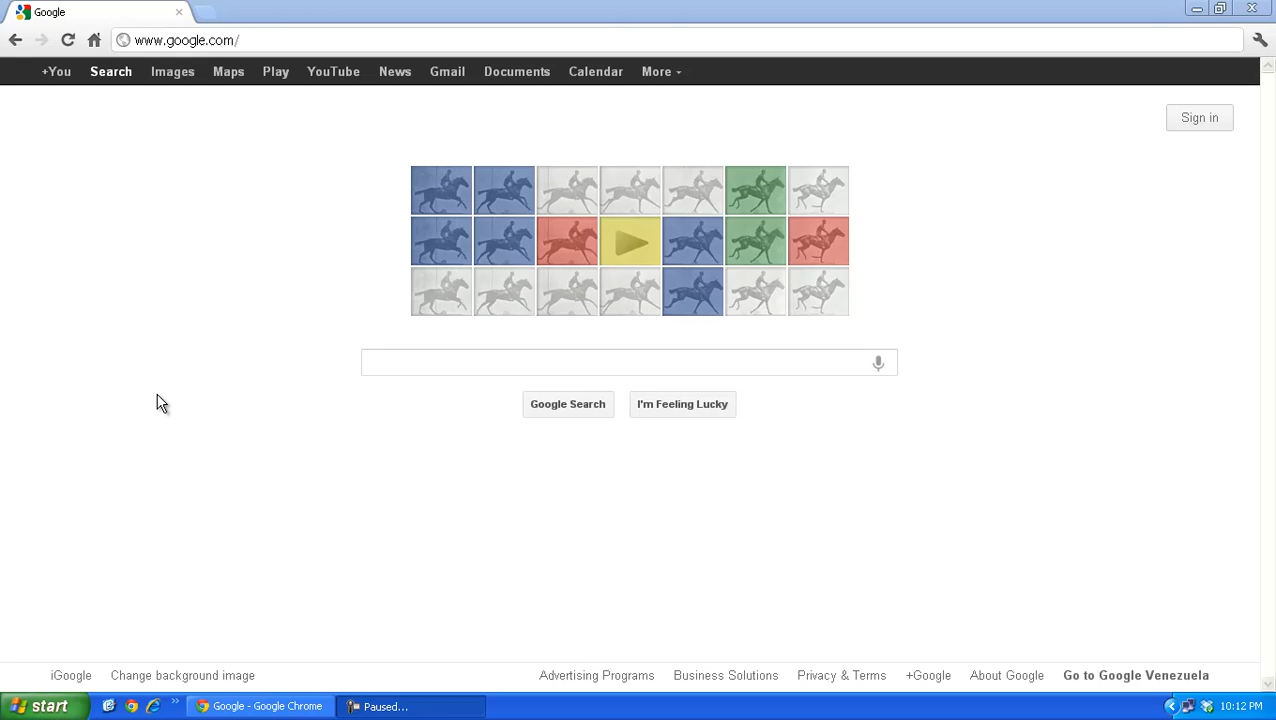 Google
www.google.com/
+You Search Images Maps Play YouTube News Gmail Documents Calendar More
Sign in
Google Search I'm Feeling Lucky
iGoogle Change background image Advertising Programs Business Solutions Privacy & Terms +Google About Google Go to Google Venezuela
start Google - Google Chrome Paused... 10:12 PM